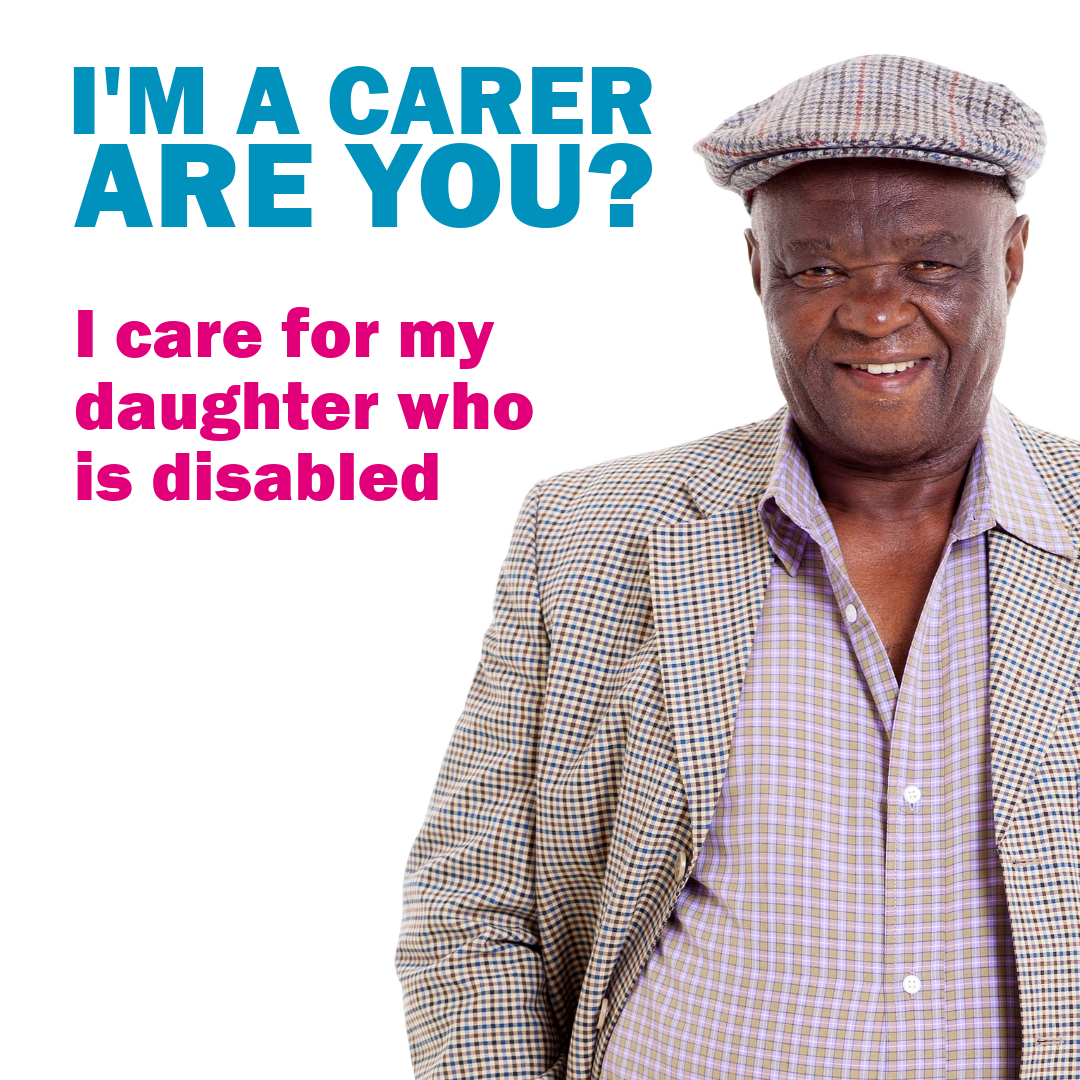 I'M A CARER
ARE YOU?
I care for my
daughter who
is disabled